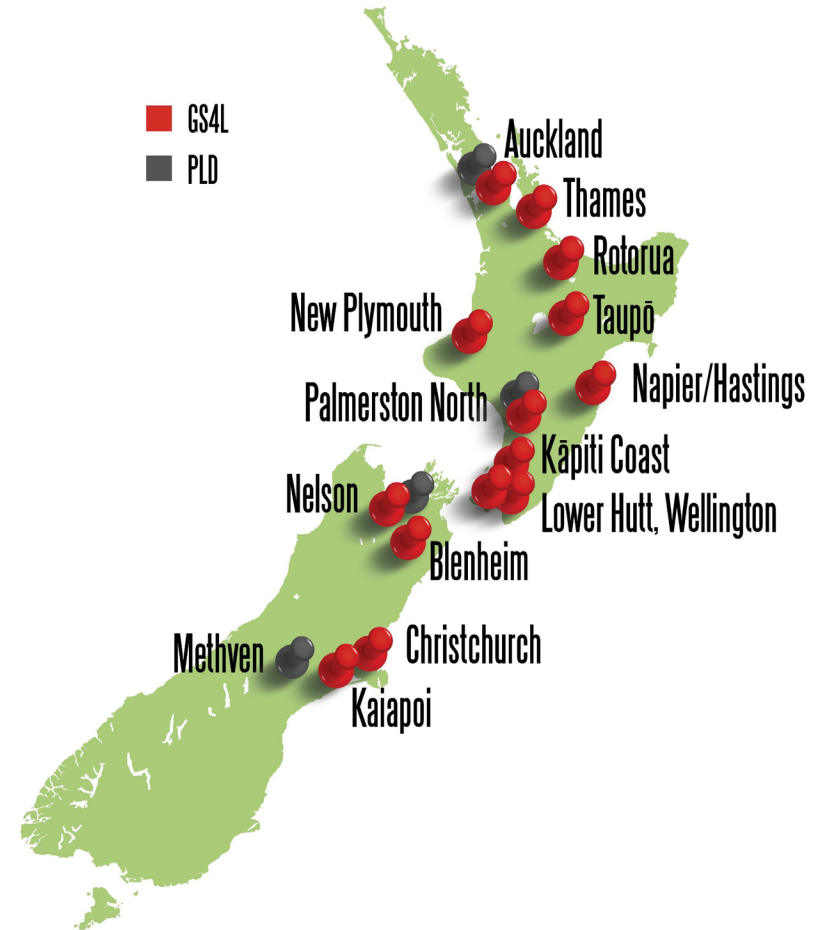 GS4L
PLD
Auckland
Thames
Rotorua
New Plymouth
Taupō
Napier/Hastings
Palmerston North
Kāpiti Coast
Nelson
Lower Hutt, Wellington
Blenheim
Methven
Christchurch
Kaiapoi